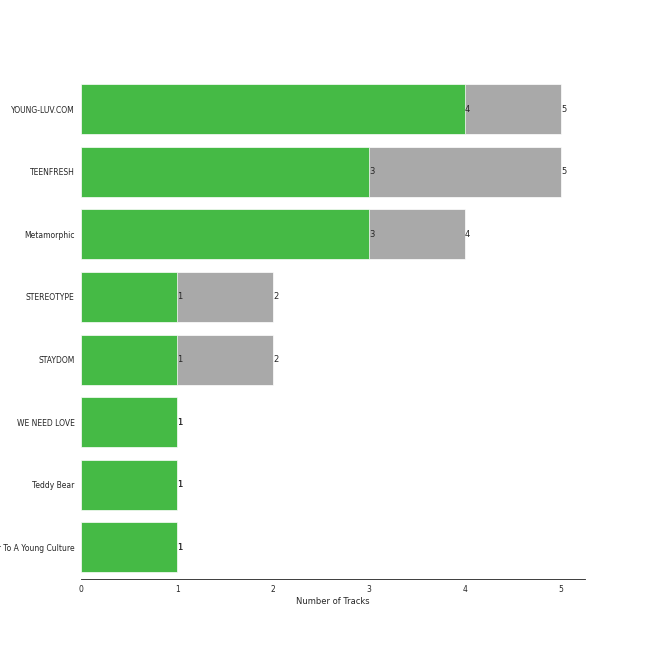 YOUNG-LUV.COM 4 5
TEENFRESH 3 5
Metamorphic 3 4
STEREOTYPE 1 2
STAYDOM 1 2
WE NEED LOVE 1
Teddy Bear 1
To A Young Culture 1
0 1 2 3 4 5
Number of Tracks